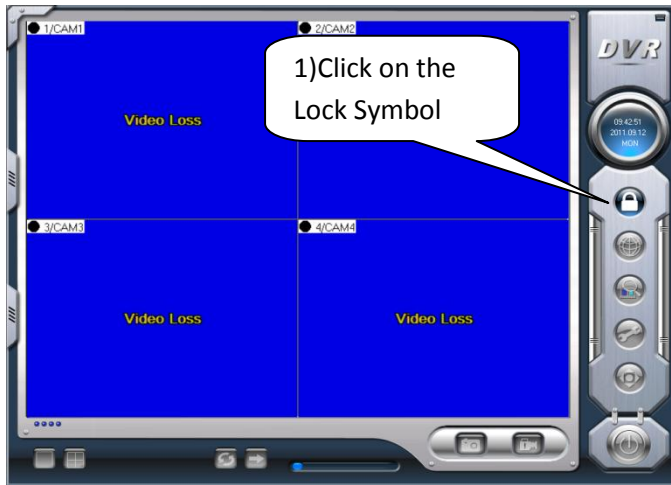 1/CAM1
2/CAM2
DVR
1)Click on the
Lock Symbol
Video Loss
09:42:51
2011.09.12
MON
3/CAM3
4/CAM4
Video Loss
Video Loss